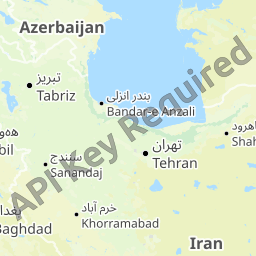 Azerbaijan
تبریز
Tabriz
بندر انزلی
Bandar-e Anzali
تهران
Tehran
سنندج
Sanandaj
خرم آباد
Khorramabad
Baghdad
Iran
API Key Required